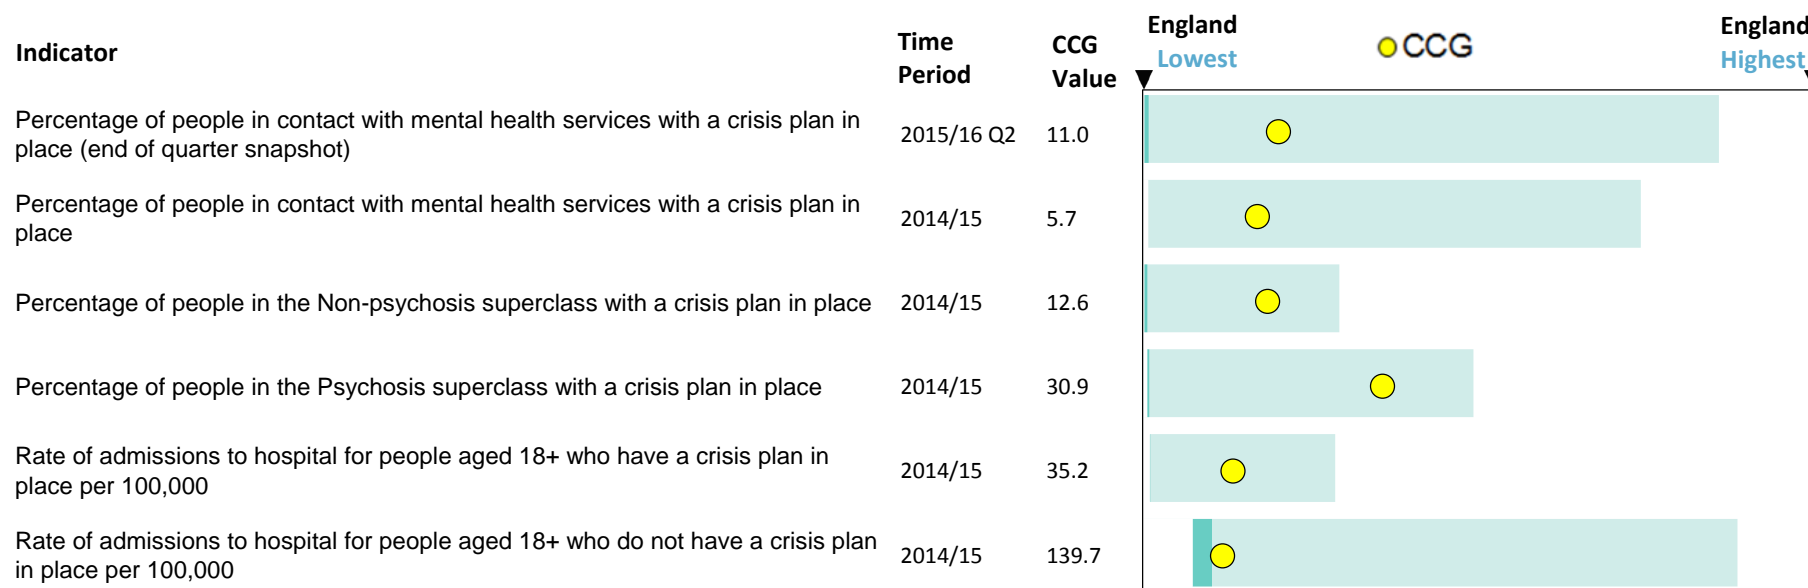 Indicator
Time
Period
CCG
Value
England
Lowest
CCG
England
Highest
Percentage of people in contact with mental health services with a crisis plan in
place (end of quarter snapshot)
2015/16 Q2
11.0
Percentage of people in contact with mental health services with a crisis plan in
place
2014/15
5.7
Percentage of people in the Non-psychosis superclass with a crisis plan in place
2014/15
12.6
Percentage of people in the Psychosis superclass with a crisis plan in place
2014/15
30.9
Rate of admissions to hospital for people aged 18+ who have a crisis plan in
place per 100,000
2014/15
35.2
Rate of admissions to hospital for people aged 18+ who do not have a crisis plan
in place per 100,000
2014/15
139.7